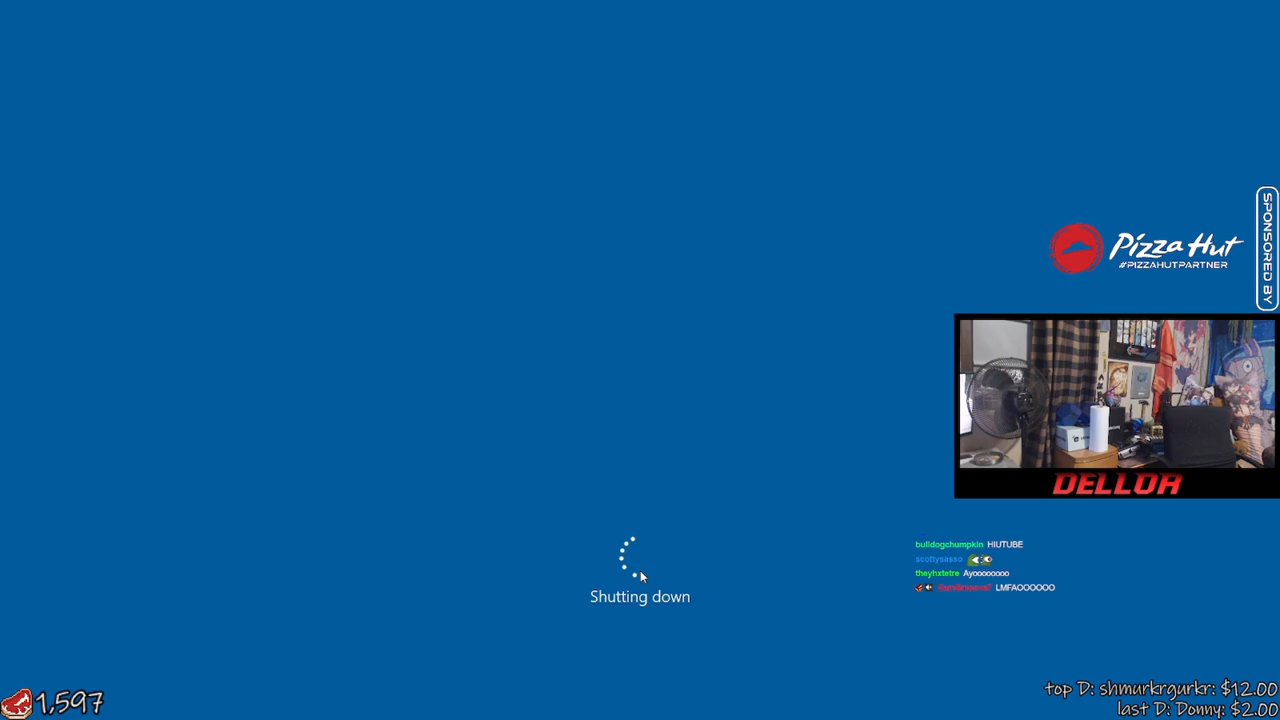 SPONSORED BY
Pizza Hut
#PIZZAHUTPARTNER
DELLOR
bulldogchumpkin HIUTUBE
scottysasso
theyhxtetre Ayoooooooo
LMFAOOOOOO
Shutting down
1,597
top D: shmurkrgurkr: $12.00
last D: Donny: $2.00